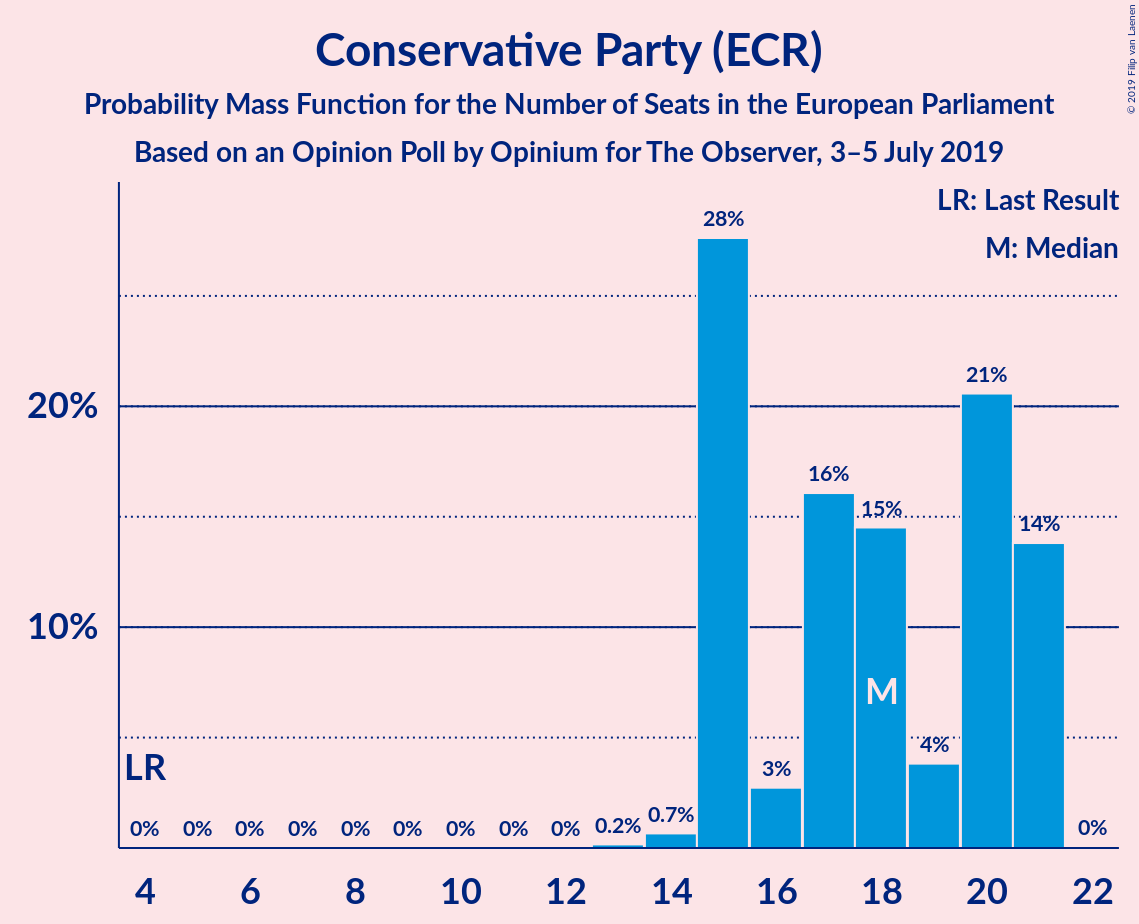 Conservative Party (ECR)
Probability Mass Function for the Number of Seats in the European Parliament
Based on an Opinion Poll by Opinium for The Observer, 3–5 July 2019
© 2019 Filip van Laenen
LR: Last Result
M: Median
28%
21%
20%
16%
15%
14%
10%
M
4%
LR
3%
0% 0% 0% 0% 0% 0% 0% 0% 0% 0.2% 0.7% 0%
4 6 8 10 12 14 16 18 20 22